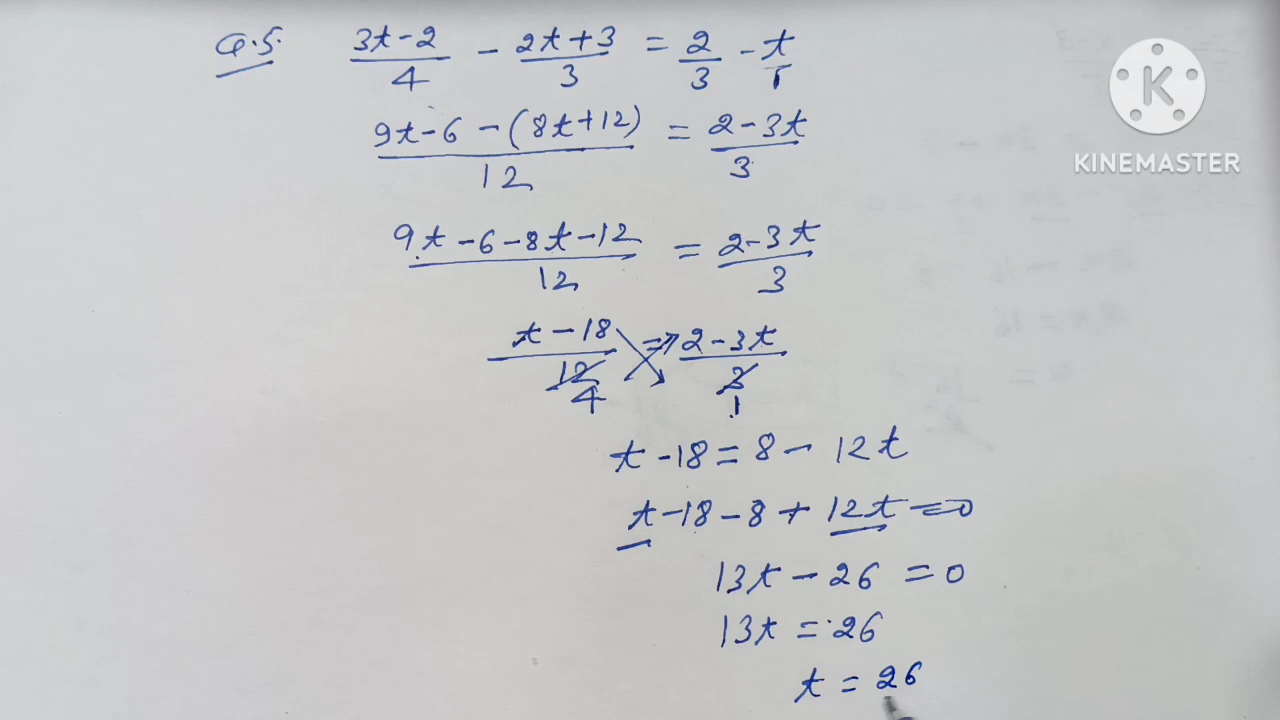 Q.5. (3t-2)/4 - (2t+3)/3 = 2/3 - t/1
(9t-6-(8t+12))/12 = (2-3t)/3
(9t-6-8t-12)/12 = (2-3t)/3
(t-18)/12 = (2-3t)/3
4 1
t-18=8-12t
t-18-8+12t=0
13t-26=0
13t=26
t=26
K
KINEMASTER